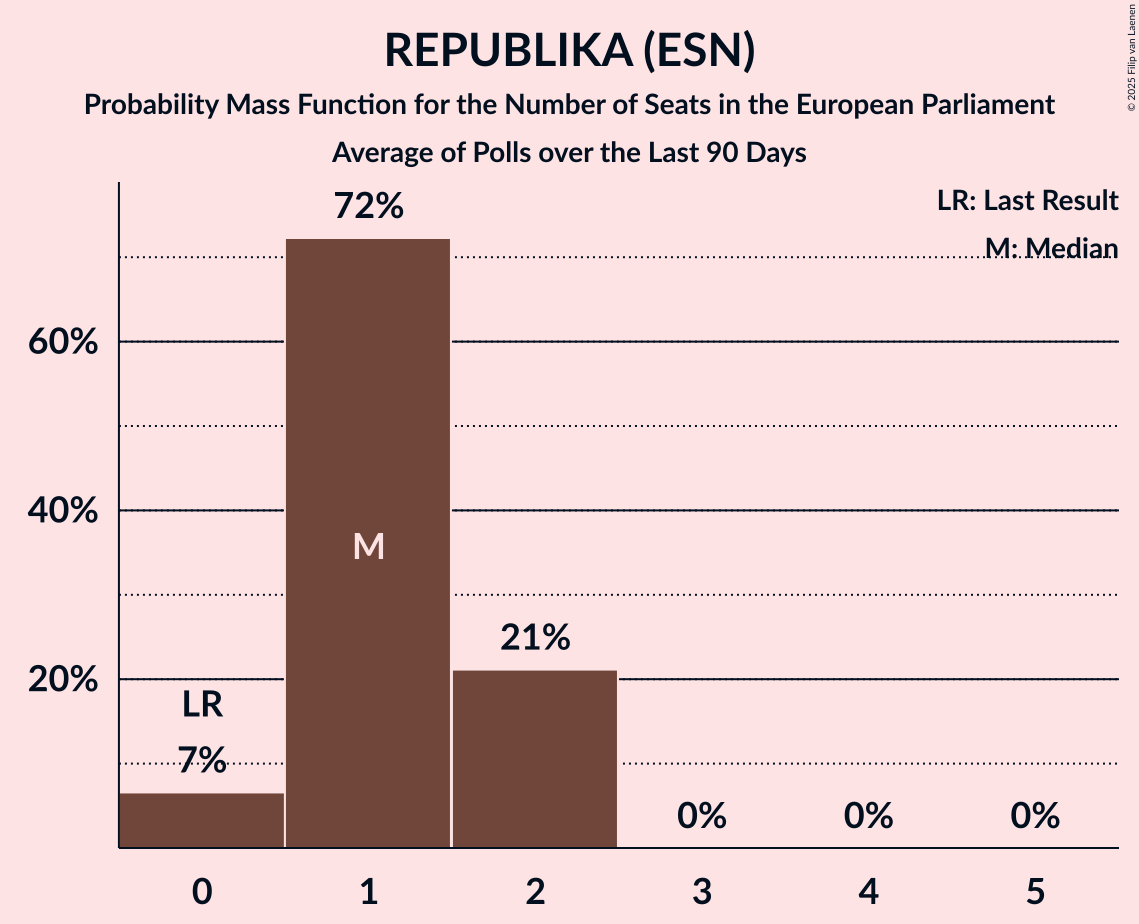 REPUBLIKA (ESN)
Probability Mass Function for the Number of Seats in the European Parliament
Average of Polls over the Last 90 Days
© 2025 Filip van Laenen
LR: Last Result
M: Median
72%
60%
40%
M
21%
20%
LR
7%
0%
0%
0%
0
1
2
3
4
5